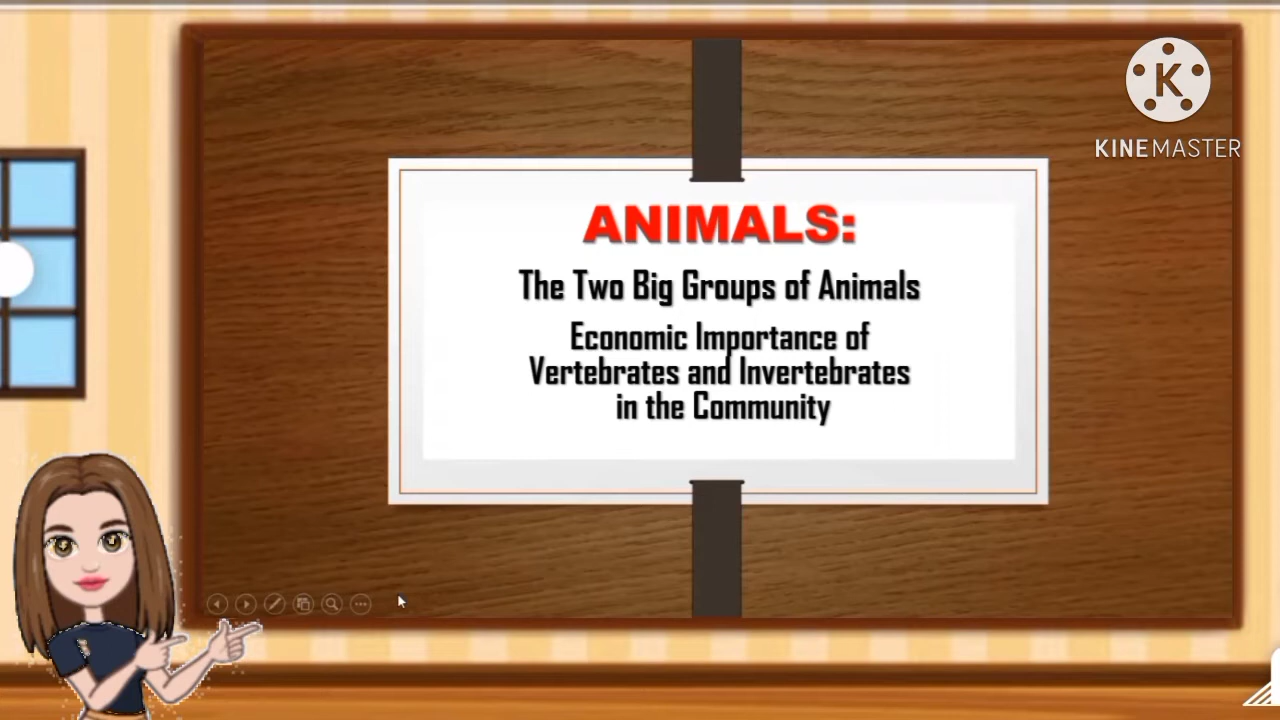 K
KINEMASTER
ANIMALS:
The Two Big Groups of Animals
Economic Importance of
Vertebrates and Invertebrates
in the Community